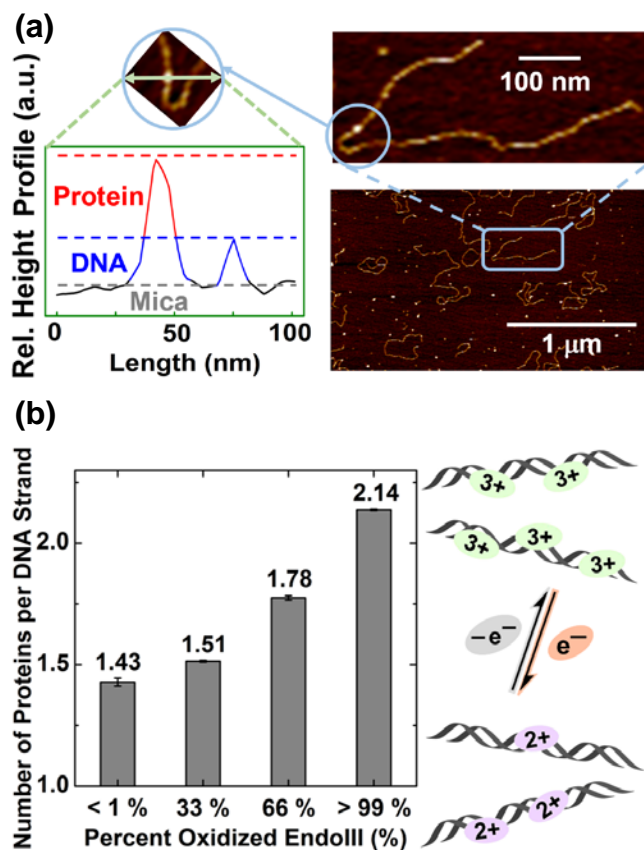 (a)
Rel. Height Profile (a.u.)
Protein
DNA
Mica
0 50 100
Length (nm)
100 nm
1 μm
(b)
Number of Proteins per DNA Strand
2.0
1.5
1.0
1.43
1.51
1.78
2.14
< 1 % 33 % 66 % > 99 %
Percent Oxidized EndoIII (%)
3+ 3+
3+ 3+ 3+
−e− e−
2+
2+ 2+